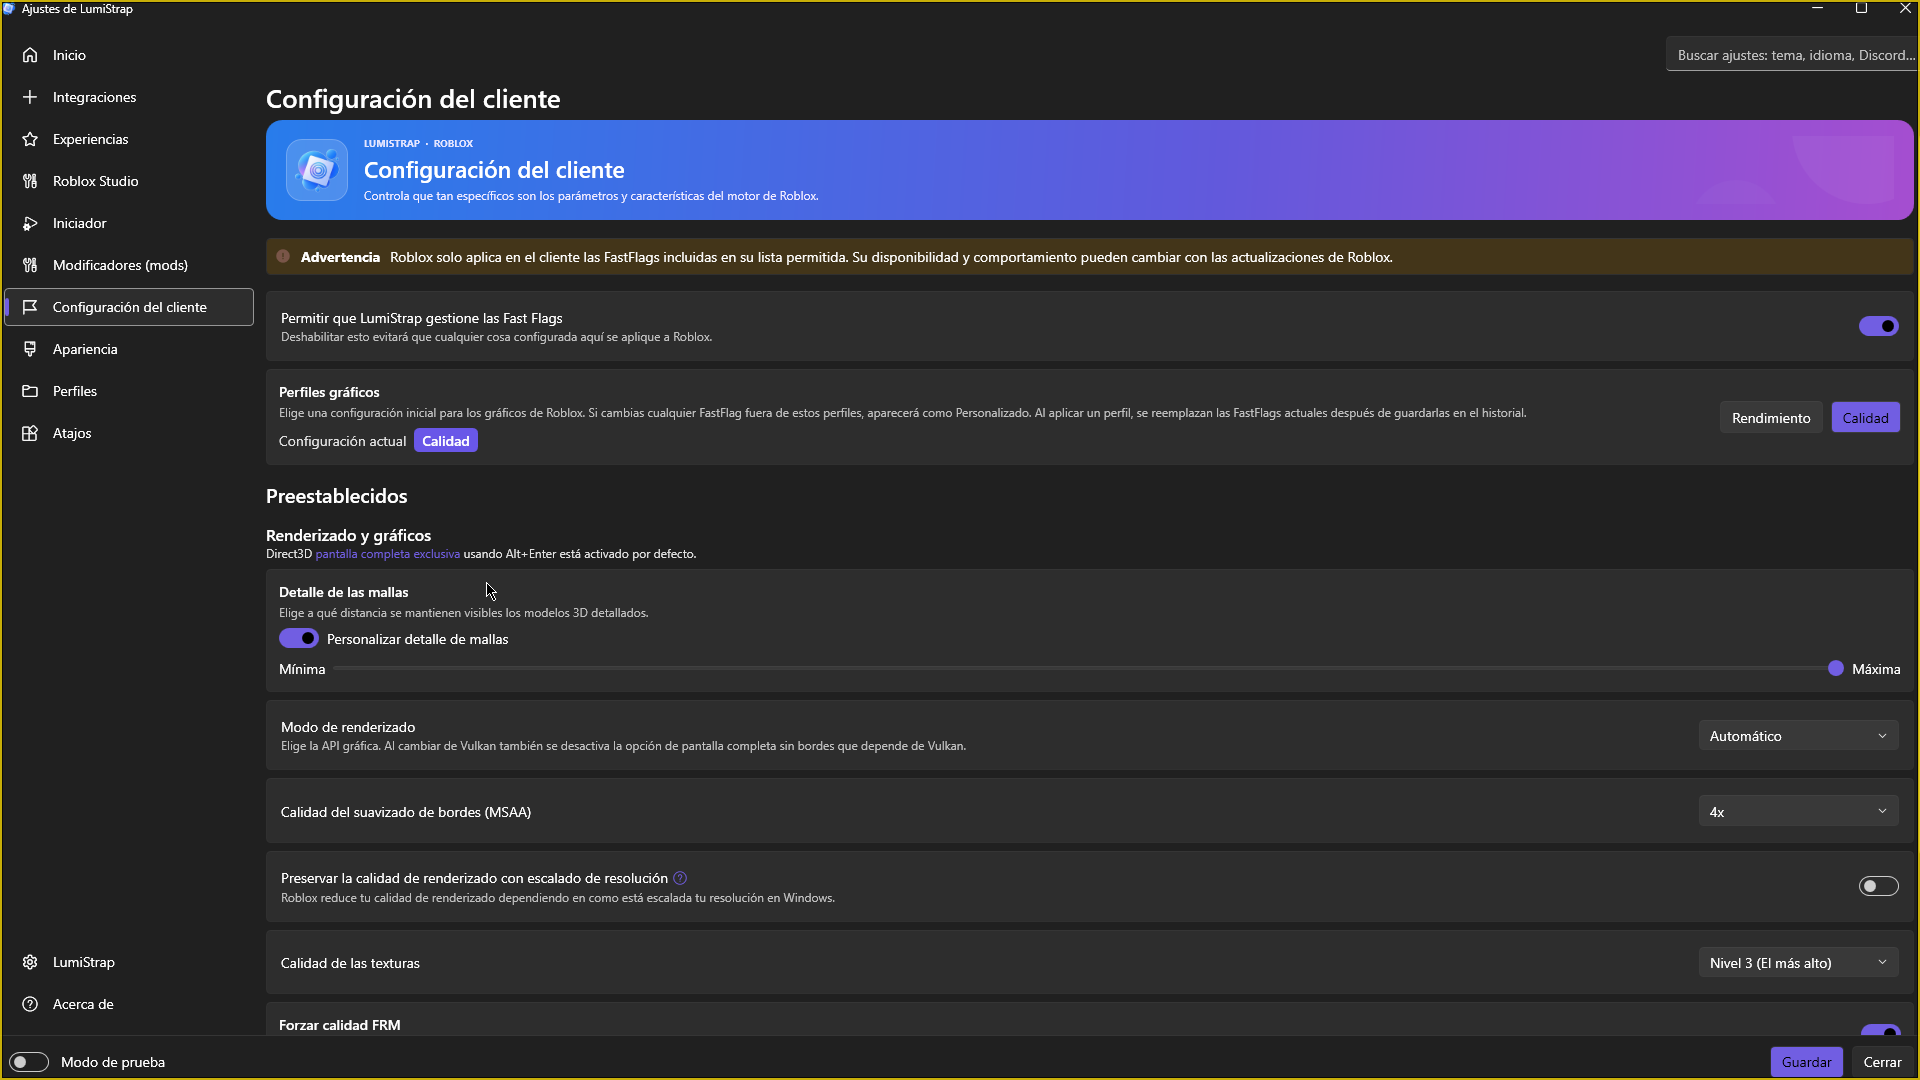 Ajustes de LumiStrap
Inicio
Integraciones
Experiencias
Roblox Studio
Iniciador
Modificadores (mods)
Configuración del cliente
Apariencia
Perfiles
Atajos
LumiStrap
Acerca de
Modo de prueba
Buscar ajustes: tema, idioma, Discord...
Configuración del cliente
LUMISTRAP · ROBLOX
Configuración del cliente
Controla que tan específicos son los parámetros y características del motor de Roblox.
Advertencia Roblox solo aplica en el cliente las FastFlags incluidas en su lista permitida. Su disponibilidad y comportamiento pueden cambiar con las actualizaciones de Roblox.
Permitir que LumiStrap gestione las Fast Flags
Deshabilitar esto evitará que cualquier cosa configurada aquí se aplique a Roblox.
Perfiles gráficos
Elige una configuración inicial para los gráficos de Roblox. Si cambias cualquier FastFlag fuera de estos perfiles, aparecerá como Personalizado. Al aplicar un perfil, se reemplazan las FastFlags actuales después de guardarlas en el historial.
Configuración actual Calidad
Rendimiento Calidad
Preestablecidos
Renderizado y gráficos
Direct3D pantalla completa exclusiva usando Alt+Enter está activado por defecto.
Detalle de las mallas
Elige a qué distancia se mantienen visibles los modelos 3D detallados.
Personalizar detalle de mallas
Mínima Máxima
Modo de renderizado
Elige la API gráfica. Al cambiar de Vulkan también se desactiva la opción de pantalla completa sin bordes que depende de Vulkan.
Automático
Calidad del suavizado de bordes (MSAA)
4x
Preservar la calidad de renderizado con escalado de resolución
Roblox reduce tu calidad de renderizado dependiendo en como está escalada tu resolución en Windows.
Calidad de las texturas
Nivel 3 (El más alto)
Forzar calidad FRM
Guardar Cerrar